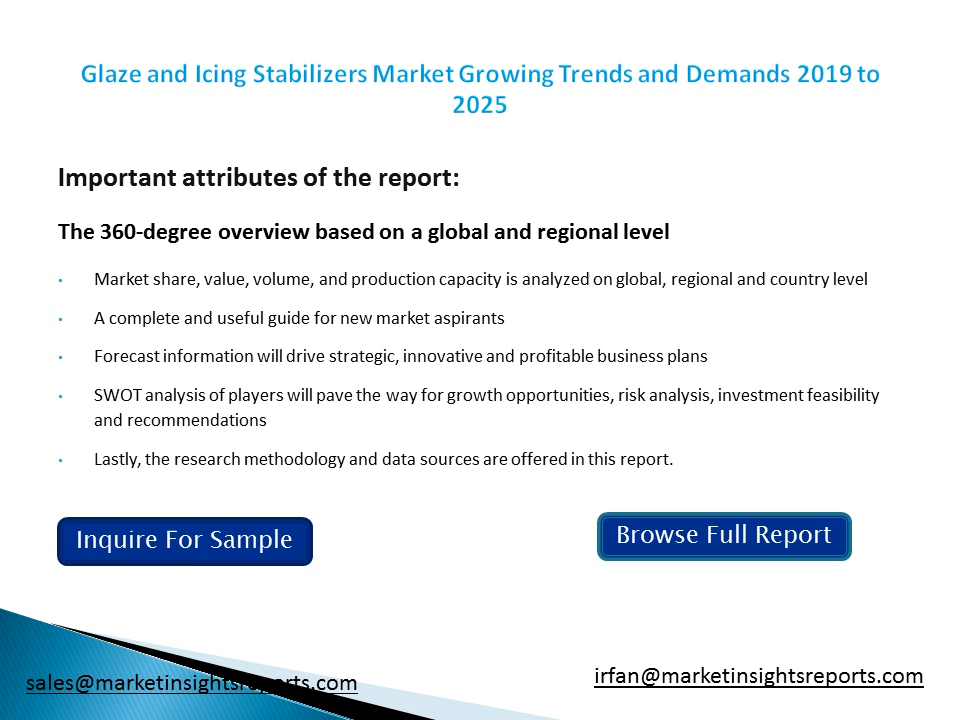 Glaze and Icing Stabilizers Market Growing Trends and Demands 2019 to
2025
Important attributes of the report:
The 360-degree overview based on a global and regional level
• Market share, value, volume, and production capacity is analyzed on global, regional and country level
• A complete and useful guide for new market aspirants
• Forecast information will drive strategic, innovative and profitable business plans
• SWOT analysis of players will pave the way for growth opportunities, risk analysis, investment feasibility
and recommendations
• Lastly, the research methodology and data sources are offered in this report.
Inquire For Sample
Browse Full Report
sales@marketinsightsreports.com
irfan@marketinsightsreports.com